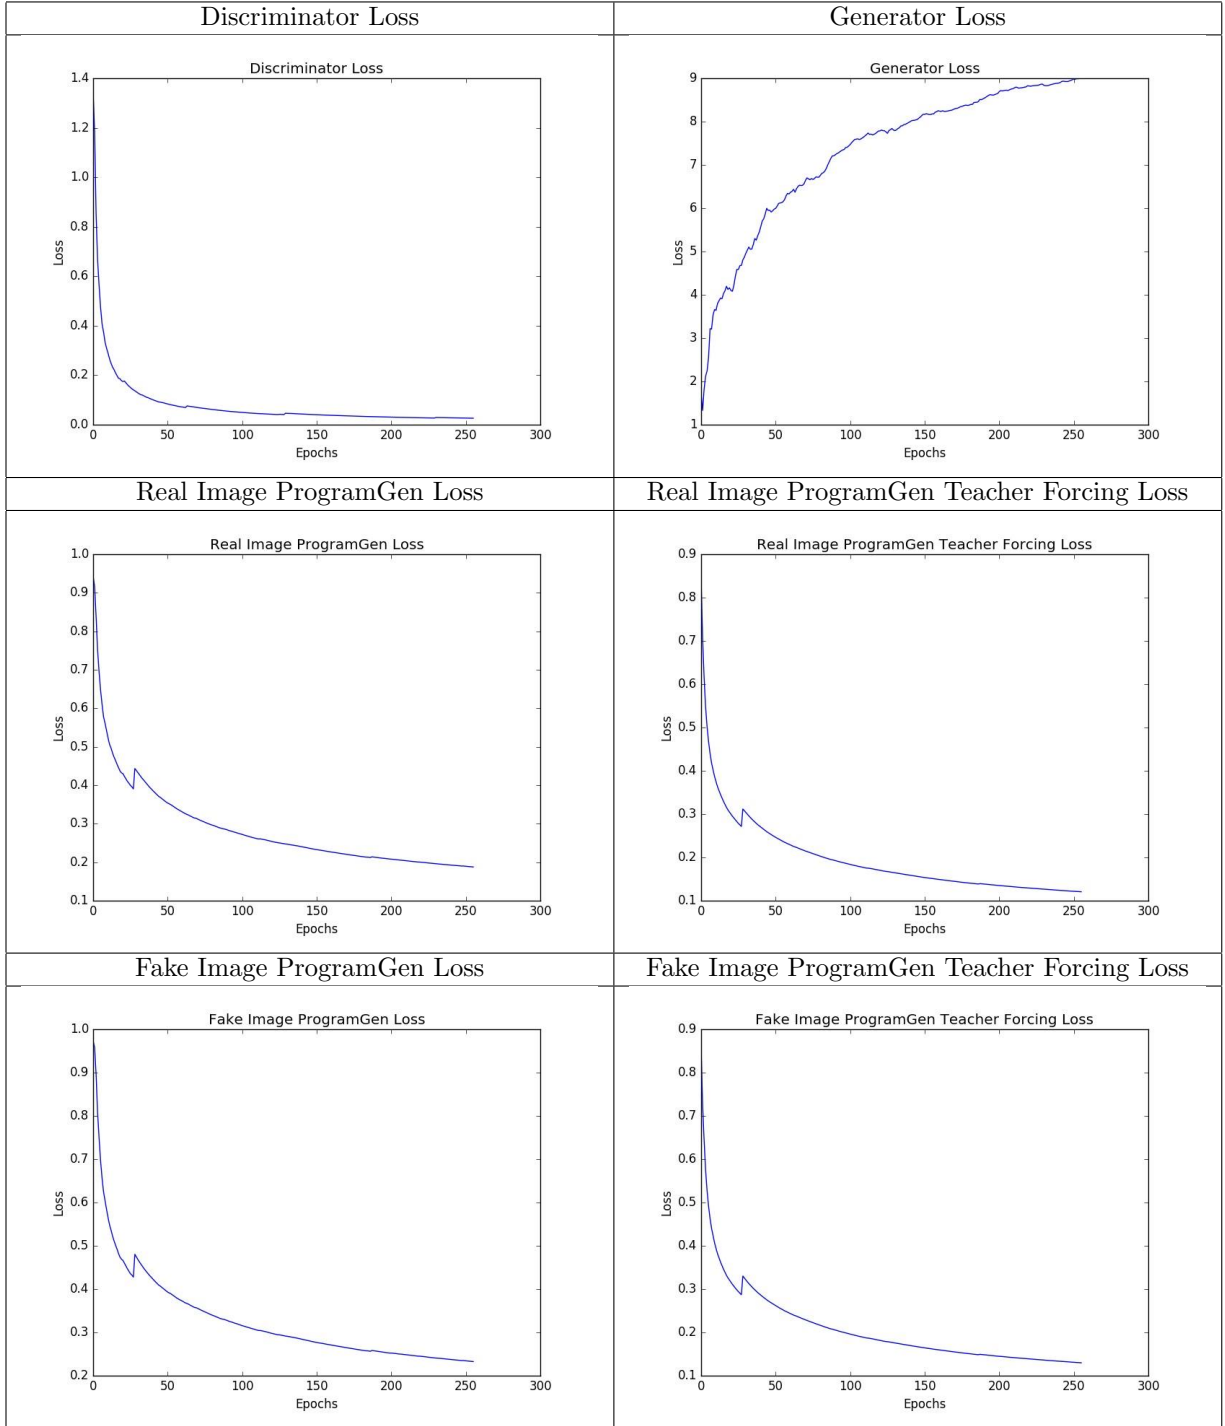 Discriminator Loss
Generator Loss
Discriminator Loss
1.4
1.2
1.0
0.8
0.6
0.4
0.2
0.0
Loss
0 50 100 150 200 250 300
Epochs
Generator Loss
9
8
7
6
5
4
3
2
1
Loss
0 50 100 150 200 250 300
Epochs
Real Image ProgramGen Loss
Real Image ProgramGen Teacher Forcing Loss
Real Image ProgramGen Loss
1.0
0.9
0.8
0.7
0.6
0.5
0.4
0.3
0.2
0.1
Loss
0 50 100 150 200 250 300
Epochs
Real Image ProgramGen Teacher Forcing Loss
0.9
0.8
0.7
0.6
0.5
0.4
0.3
0.2
0.1
Loss
0 50 100 150 200 250 300
Epochs
Fake Image ProgramGen Loss
Fake Image ProgramGen Teacher Forcing Loss
Fake Image ProgramGen Loss
1.0
0.9
0.8
0.7
0.6
0.5
0.4
0.3
0.2
Loss
0 50 100 150 200 250 300
Epochs
Fake Image ProgramGen Teacher Forcing Loss
0.9
0.8
0.7
0.6
0.5
0.4
0.3
0.2
0.1
Loss
0 50 100 150 200 250 300
Epochs